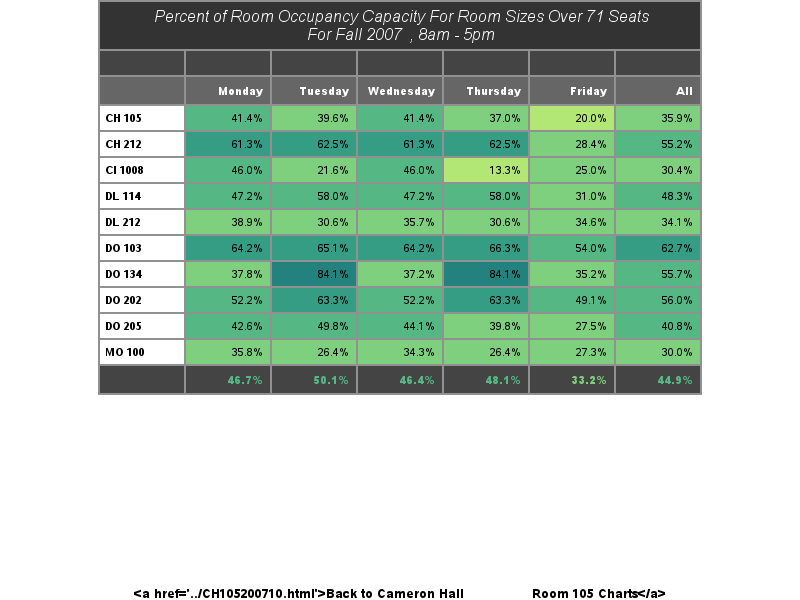 Percent of Room Occupancy Capacity For Room Sizes Over 71 Seats
For Fall 2007 , 8am - 5pm
Monday Tuesday Wednesday Thursday Friday All
CH 105 41.4% 39.6% 41.4% 37.0% 20.0% 35.9%
CH 212 61.3% 62.5% 61.3% 62.5% 28.4% 55.2%
CI 1008 46.0% 21.6% 46.0% 13.3% 25.0% 30.4%
DL 114 47.2% 58.0% 47.2% 58.0% 31.0% 48.3%
DL 212 38.9% 30.6% 35.7% 30.6% 34.6% 34.1%
DO 103 64.2% 65.1% 64.2% 66.3% 54.0% 62.7%
DO 134 37.8% 84.1% 37.2% 84.1% 35.2% 55.7%
DO 202 52.2% 63.3% 52.2% 63.3% 49.1% 56.0%
DO 205 42.6% 49.8% 44.1% 39.8% 27.5% 40.8%
MO 100 35.8% 26.4% 34.3% 26.4% 27.3% 30.0%
46.7% 50.1% 46.4% 48.1% 33.2% 44.9%
<a href='../CH105200710.html'>Back to Cameron Hall Room 105 Charts</a>